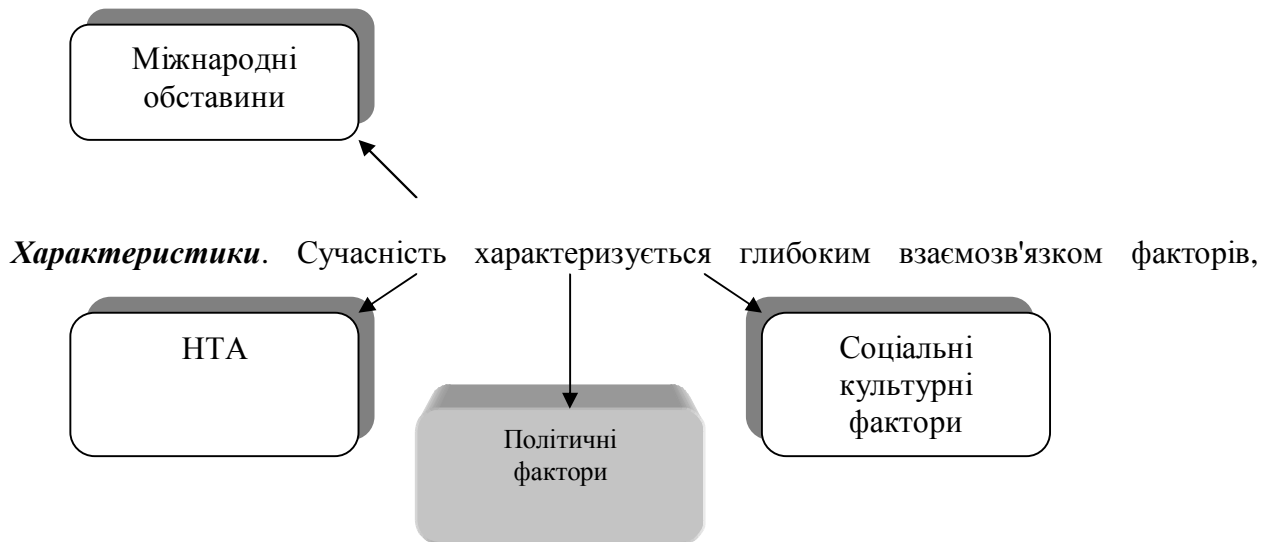 Міжнародні
обставини
Характеристики. Сучасність характеризується глибоким взаємозв'язком факторів,
НТА
Соціальні
культурні
фактори
Політичні
фактори